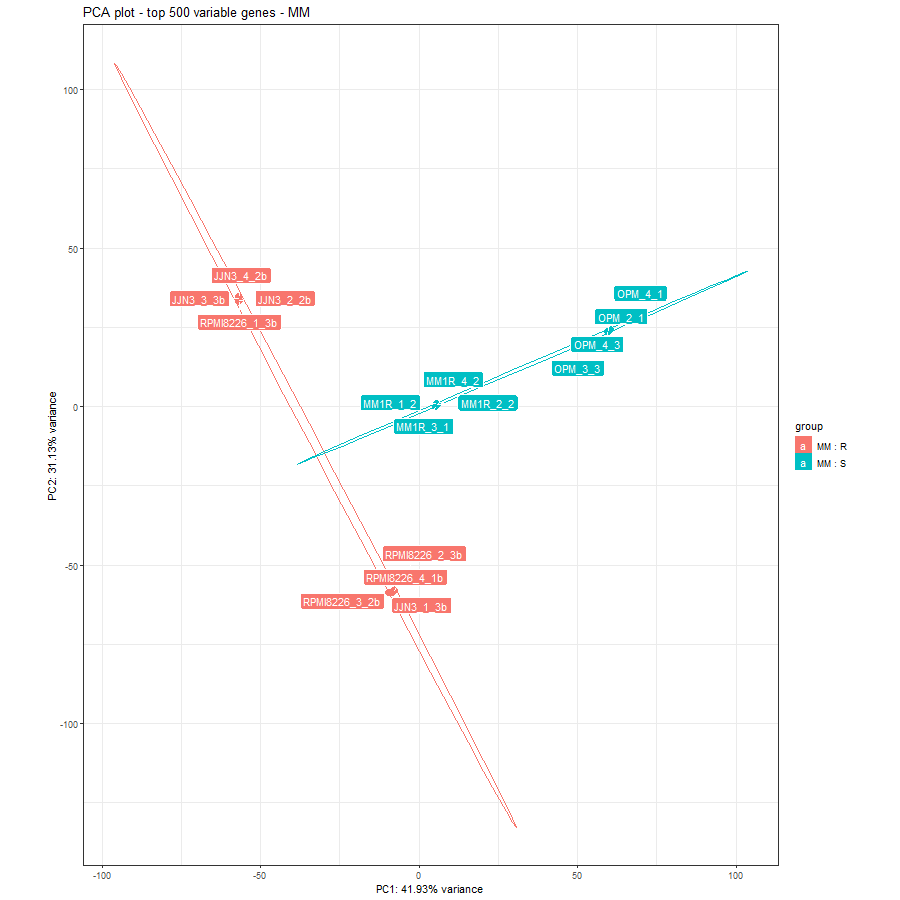 PCA plot - top 500 variable genes - MM
PC2: 31.13% variance
100
50
0
-50
-100
JJN3_4_2b
JJN3_3_3b
JJN3_2_2b
RPMI8226_1_3b
OPM_4_1
OPM_2_1
OPM_4_3
OPM_3_3
MM1R_4_2
MM1R_1_2
MM1R_2_2
MM1R_3_1
RPMI8226_2_3b
RPMI8226_4_1b
RPMI8226_3_2b
JJN3_1_3b
group
a MM : R
a MM : S
-100 -50 0 50 100
PC1: 41.93% variance